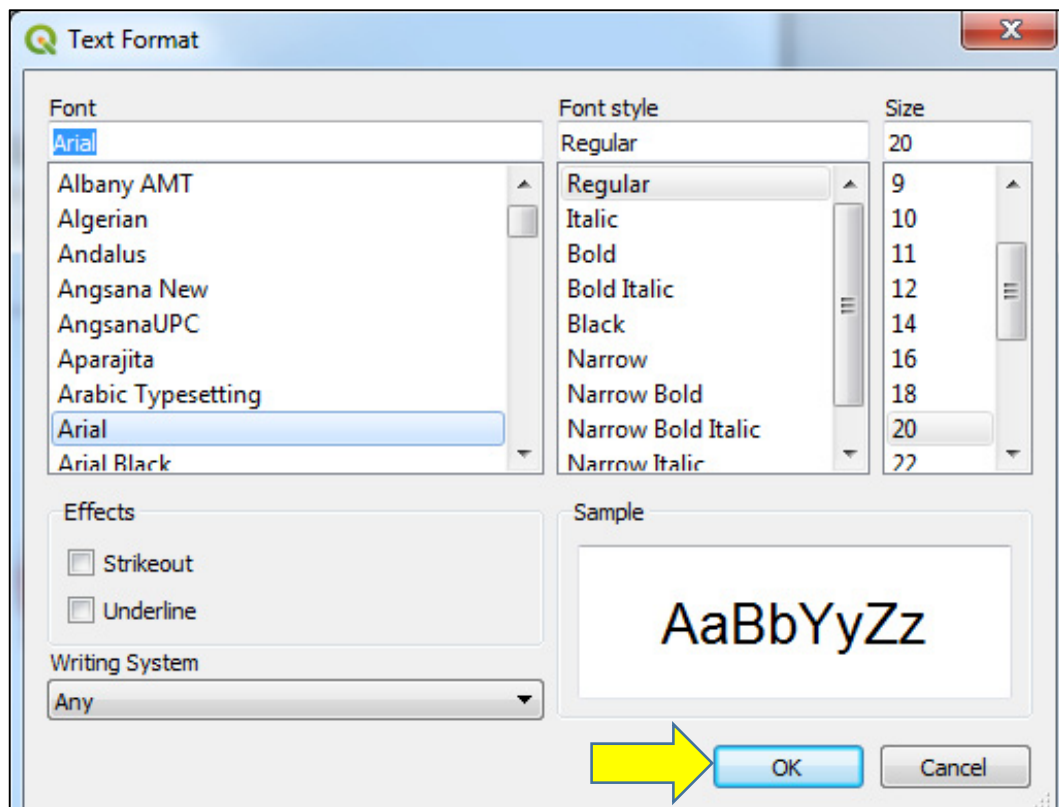 Text Format
Font
Arial
Albany AMT
Algerian
Andalus
Angsana New
AngsanaUPC
Aparajita
Arabic Typesetting
Arial
Arial Black
Font style
Regular
Regular
Italic
Bold
Bold Italic
Black
Narrow
Narrow Bold
Narrow Bold Italic
Narrow Italic
Size
20
9
10
11
12
14
16
18
20
22
Effects
Strikeout
Underline
Writing System
Any
Sample
AaBbYyZz
OK
Cancel